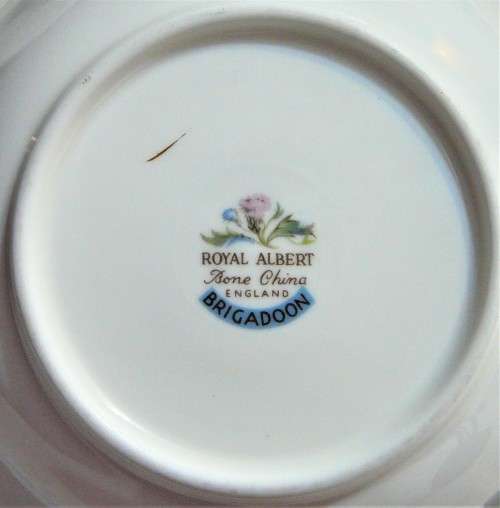 ROYAL ALBERT
Bone China
ENGLAND
BRIGADOON